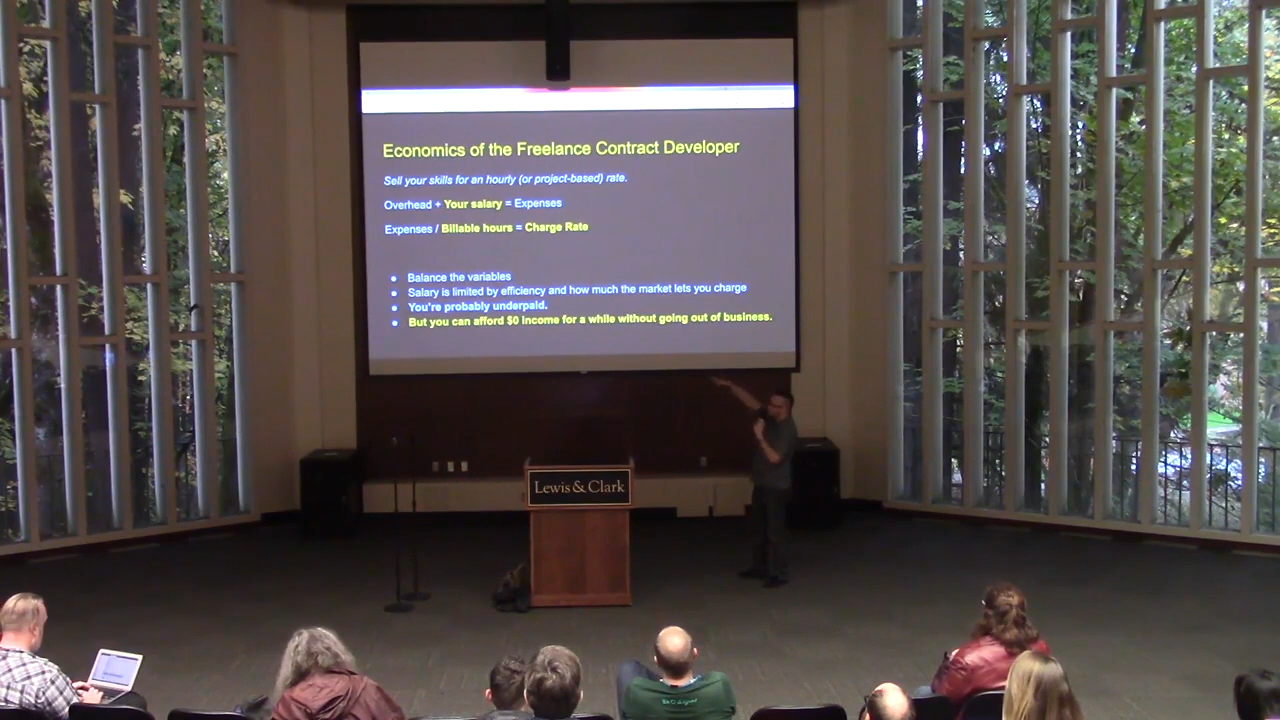 Economics of the Freelance Contract Developer
Sell your skills for an hourly (or project-based) rate.
Overhead + Your salary = Expenses
Expenses / Billable hours = Charge Rate
• Balance the variables
• Salary is limited by efficiency and how much the market lets you charge
• You're probably underpaid.
• But you can afford $0 income for a while without going out of business.
Lewis & Clark